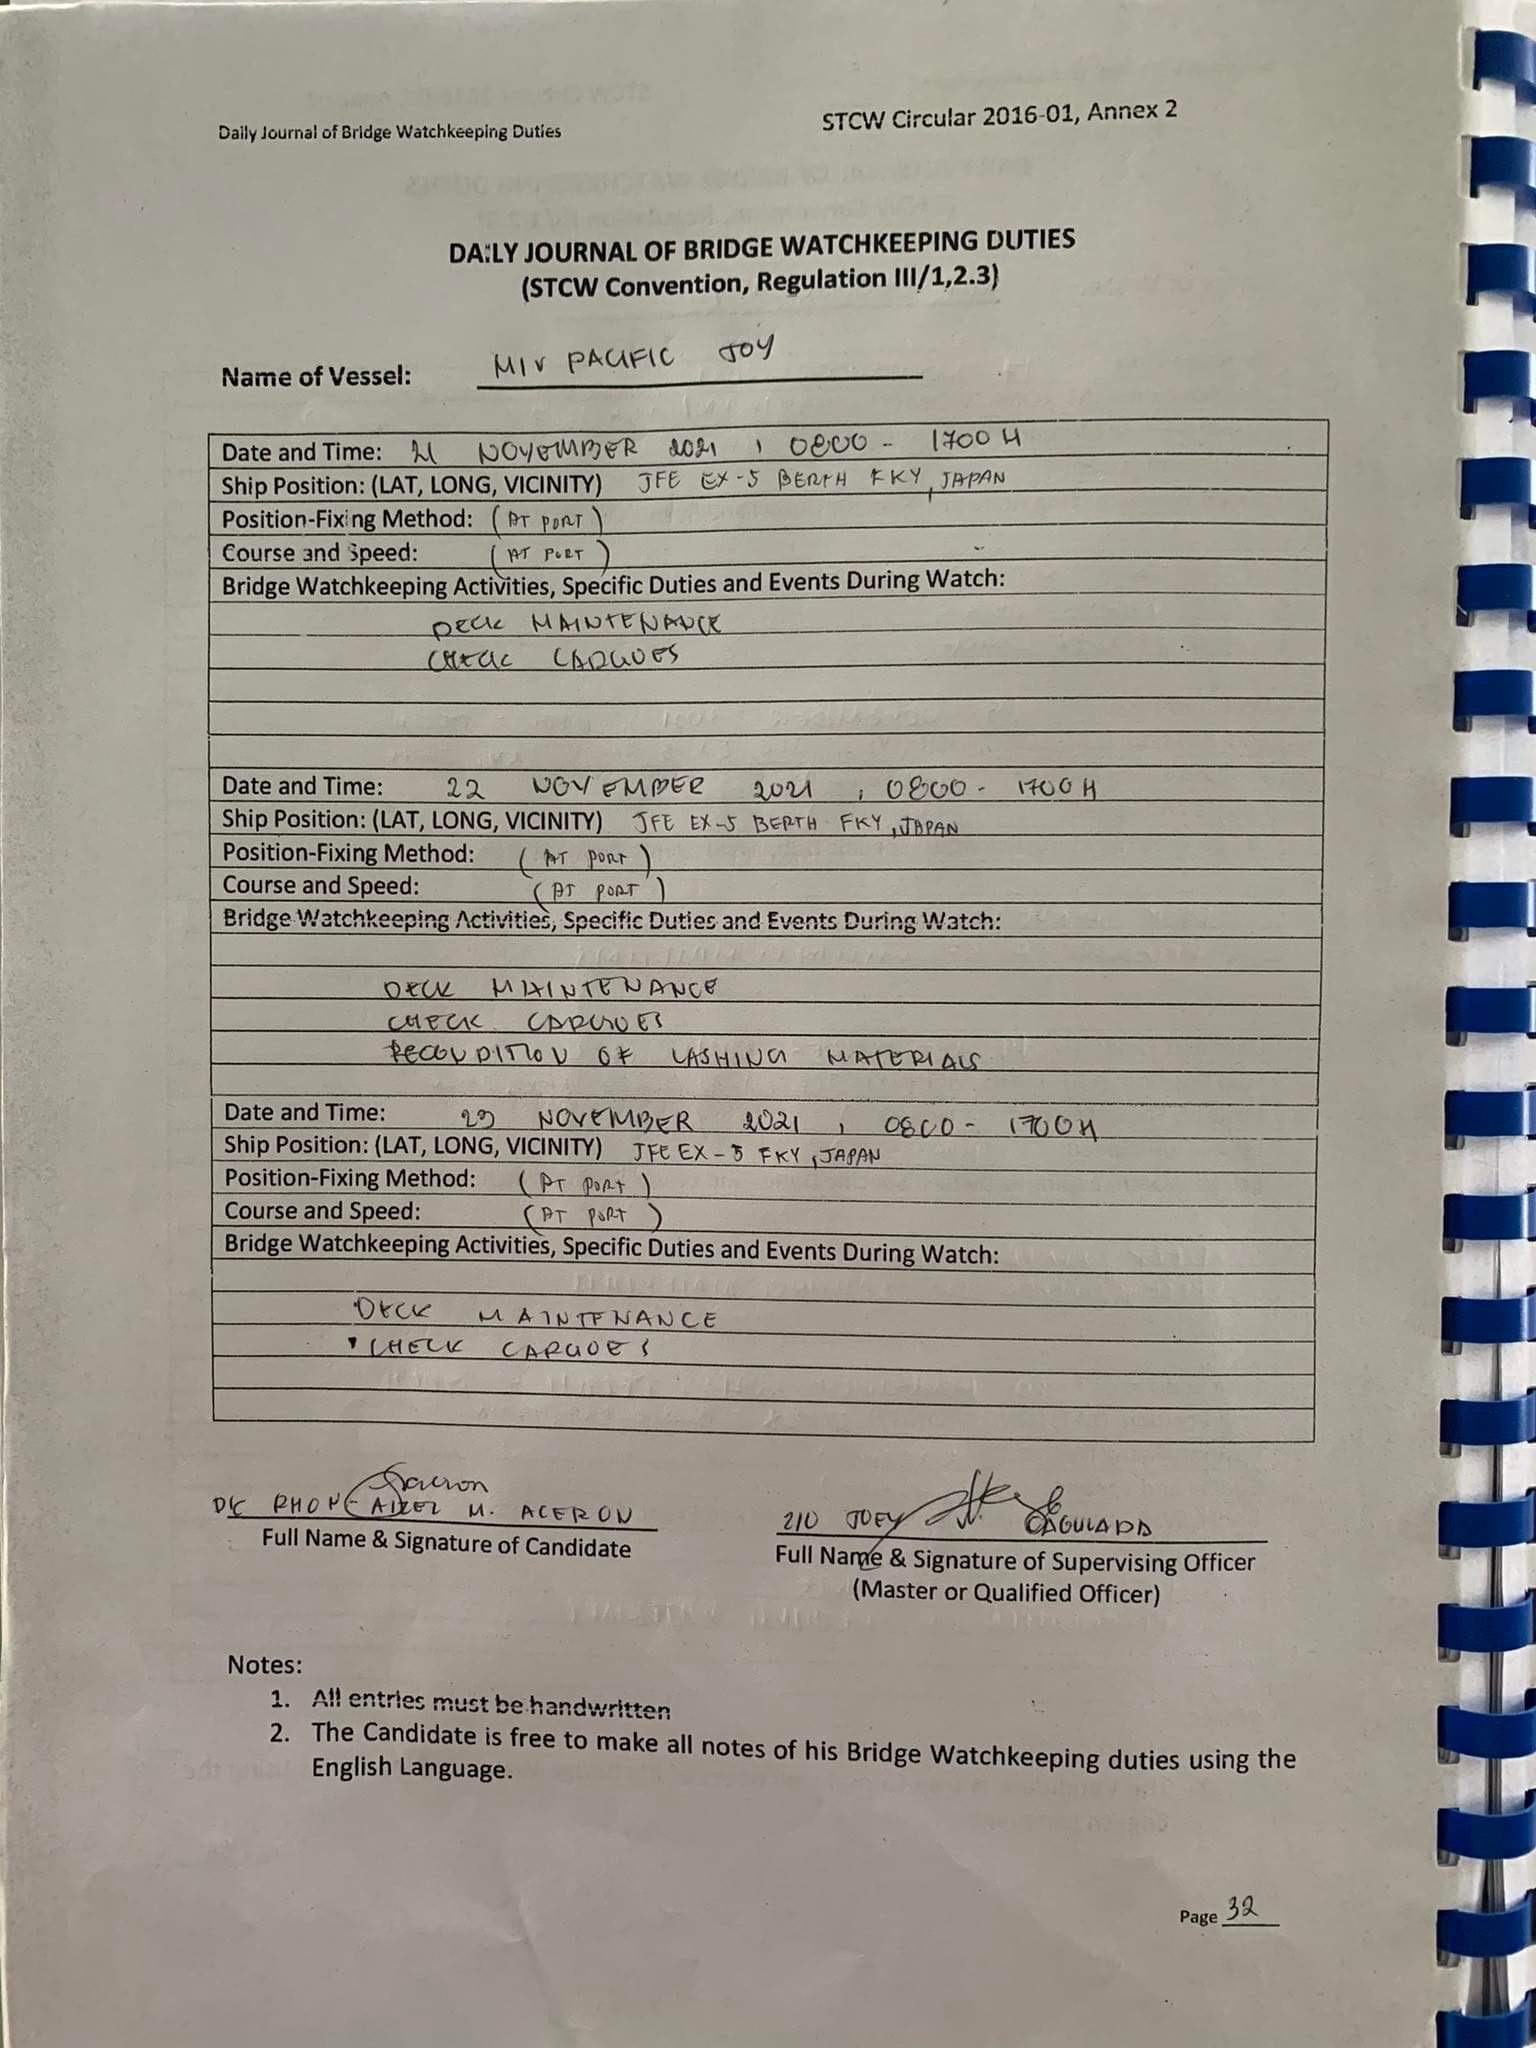 Daily Journal of Bridge Watchkeeping Duties
STCW Circular 2016-01, Annex 2
DAILY JOURNAL OF BRIDGE WATCHKEEPING DUTIES
(STCW Convention, Regulation III/1,2.3)
Name of Vessel: M/V PACIFIC JOY
Date and Time: 21 NOVEMBER 2021, 0800 - 1700H
Ship Position: (LAT, LONG, VICINITY) JFE EX-5 BERTH FKY, JAPAN
Position-Fixing Method: (AT PORT)
Course and Speed: (AT PORT)
Bridge Watchkeeping Activities, Specific Duties and Events During Watch:
DECK MAINTENANCE
CHECK CARGOES
Date and Time: 22 NOVEMBER 2021, 0800 - 1700H
Ship Position: (LAT, LONG, VICINITY) JFE EX-5 BERTH FKY, JAPAN
Position-Fixing Method: (AT PORT)
Course and Speed: (AT PORT)
Bridge Watchkeeping Activities, Specific Duties and Events During Watch:
DECK MAINTENANCE
CHECK CARGOES
RECONDITION OF LASHING MATERIALS
Date and Time: 23 NOVEMBER 2021, 0800 - 1700H
Ship Position: (LAT, LONG, VICINITY) JFE EX-5 FKY, JAPAN
Position-Fixing Method: (AT PORT)
Course and Speed: (AT PORT)
Bridge Watchkeeping Activities, Specific Duties and Events During Watch:
DECK MAINTENANCE
CHECK CARGOES
D/C RHON AIZEL M. ACERON
Full Name & Signature of Candidate
2/O JOEY CAGULADA
Full Name & Signature of Supervising Officer
(Master or Qualified Officer)
Notes:
1. All entries must be handwritten
2. The Candidate is free to make all notes of his Bridge Watchkeeping duties using the
English Language.
Page 32